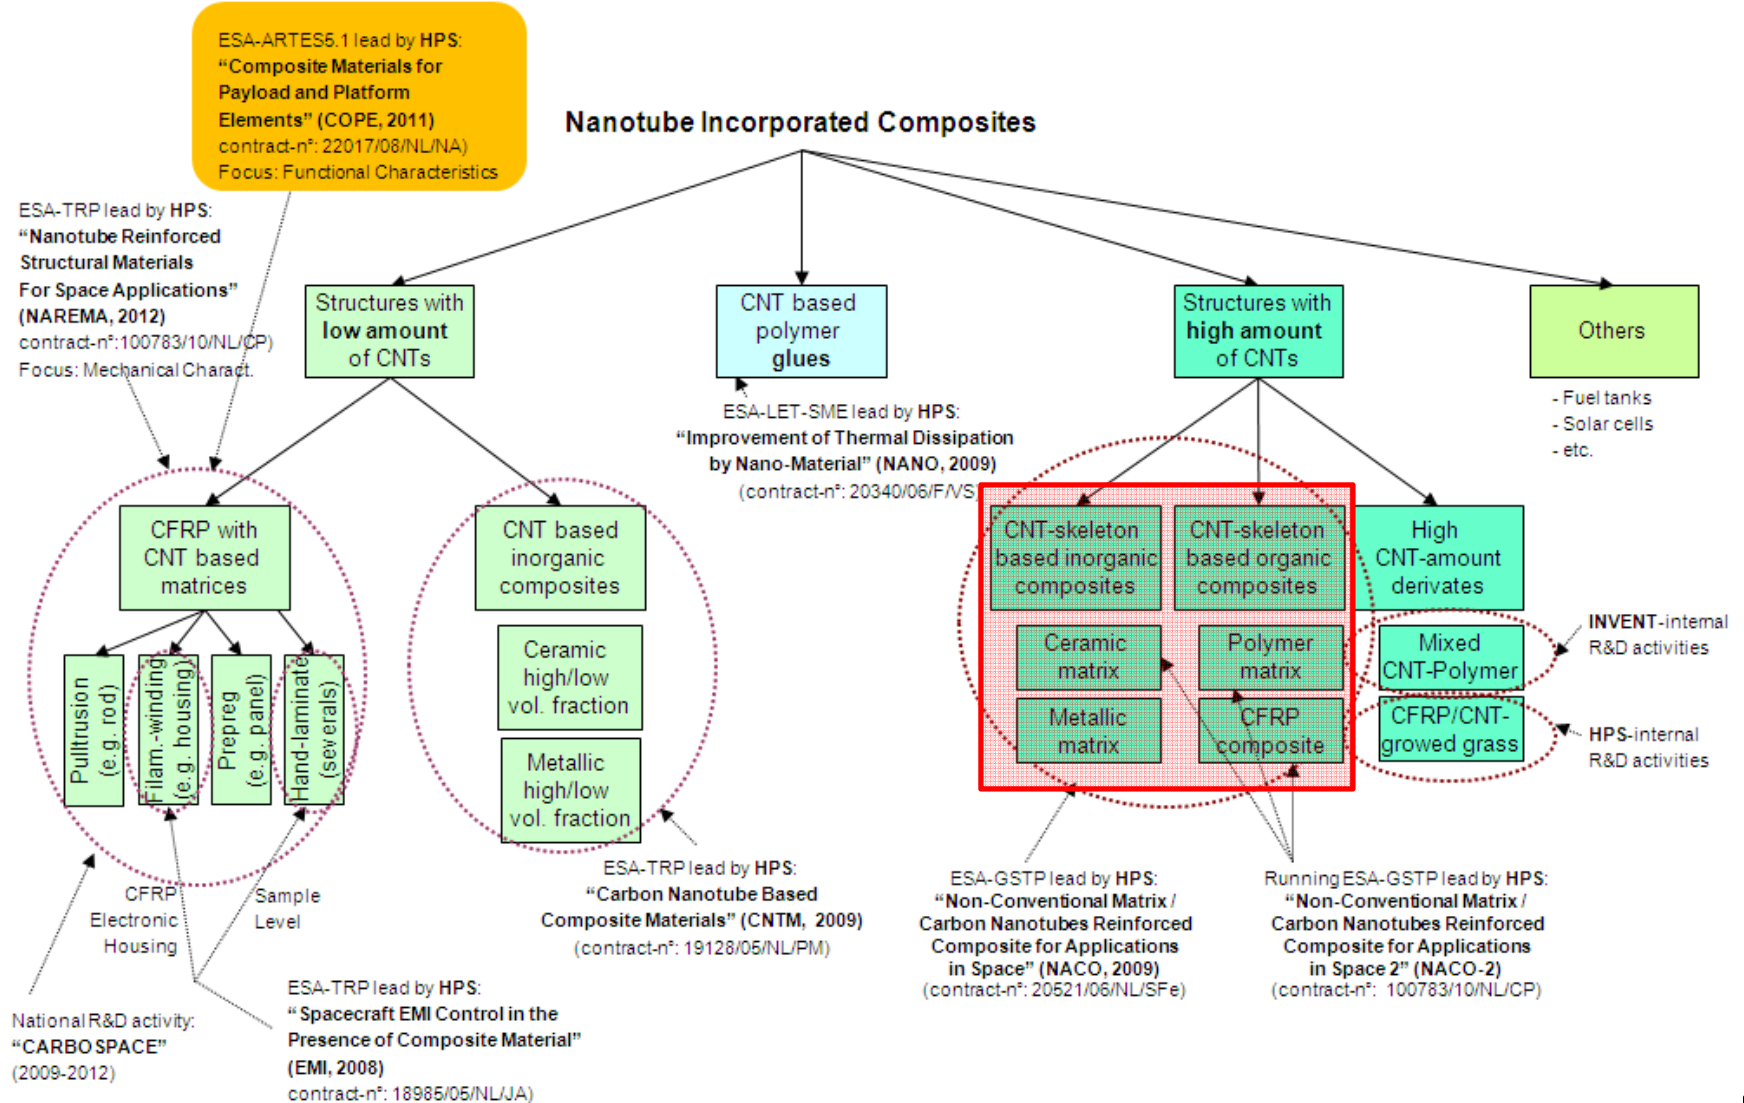 ESA-ARTES5.1 lead by HPS:
“Composite Materials for
Payload and Platform
Elements” (COPE, 2011)
contract-n°: 22017/08/NL/NA)
Focus: Functional Characteristics
Nanotube Incorporated Composites
ESA-TRP lead by HPS:
“Nanotube Reinforced
Structural Materials
For Space Applications”
(NAREMA, 2012)
contract-n°:100783/10/NL/CP)
Focus: Mechanical Charact.
Structures with
low amount
of CNTs
CNT based
polymer
glues
Structures with
high amount
of CNTs
Others
- Fuel tanks
- Solar cells
- etc.
ESA-LET-SME lead by HPS:
“Improvement of Thermal Dissipation
by Nano-Material” (NANO, 2009)
(contract-n°: 20340/06/F/VS)
CFRP with
CNT based
matrices
CNT based
inorganic
composites
CNT-skeleton
based inorganic
composites
CNT-skeleton
based organic
composites
High
CNT-amount
derivates
Pulltrusion
(e.g. rod)
Filam.-winding
(e.g. housing)
Prepreg
(e.g. panel)
Hand-laminate
(severals)
Ceramic
high/low
vol. fraction
Metallic
high/low
vol. fraction
Ceramic
matrix
Polymer
matrix
Mixed
CNT-Polymer
Metallic
matrix
CFRP
composite
CFRP/CNT-
growed grass
INVENT-internal
R&D activities
HPS-internal
R&D activities
CFRP
Electronic
Housing
Sample
Level
ESA-TRP lead by HPS:
“Carbon Nanotube Based
Composite Materials” (CNTM, 2009)
(contract-n°: 19128/05/NL/PM)
ESA-GSTP lead by HPS:
“Non-Conventional Matrix /
Carbon Nanotubes Reinforced
Composite for Applications
in Space” (NACO, 2009)
(contract-n°: 20521/06/NL/SFe)
Running ESA-GSTP lead by HPS:
“Non-Conventional Matrix /
Carbon Nanotubes Reinforced
Composite for Applications
in Space 2” (NACO-2)
(contract-n°: 100783/10/NL/CP)
National R&D activity:
“CARBOSPACE”
(2009-2012)
ESA-TRP lead by HPS:
“ Spacecraft EMI Control in the
Presence of Composite Material”
(EMI, 2008)
contract-n°: 18985/05/NL/JA)